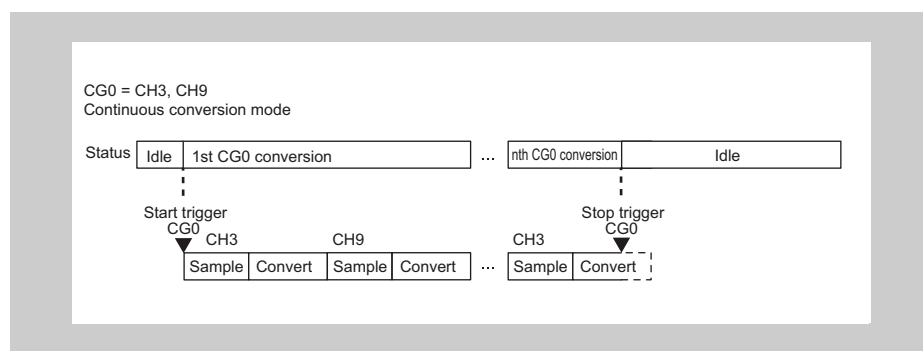 CG0 = CH3, CH9
Continuous conversion mode
Status Idle 1st CG0 conversion ... nth CG0 conversion Idle
Start trigger Stop trigger
CG0 CG0
CH3 CH9 CH3
Sample Convert Sample Convert ... Sample Convert